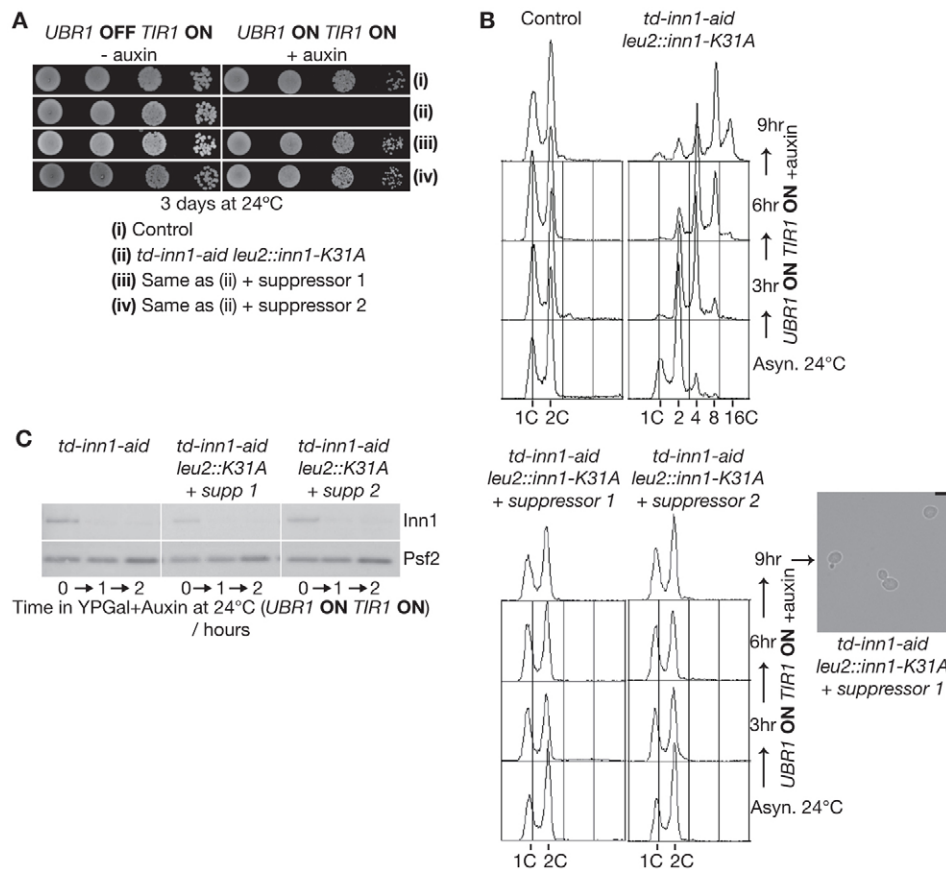 A
UBR1 OFF TIR1 ON
- auxin
UBR1 ON TIR1 ON
+ auxin
(i)
(ii)
(iii)
(iv)
3 days at 24ºC
(i) Control
(ii) td-inn1-aid leu2::inn1-K31A
(iii) Same as (ii) + suppressor 1
(iv) Same as (ii) + suppressor 2
B
Control
td-inn1-aid
leu2::inn1-K31A
9hr
6hr
3hr
UBR1 ON TIR1 ON +auxin
Asyn. 24°C
1C 2C
1C 2 4 8 16C
C
td-inn1-aid
td-inn1-aid
leu2::K31A
+ supp 1
td-inn1-aid
leu2::K31A
+ supp 2
Inn1
Psf2
0 → 1 → 2
0 → 1 → 2
0 → 1 → 2
Time in YPGal+Auxin at 24°C (UBR1 ON TIR1 ON)
/ hours
td-inn1-aid
leu2::inn1-K31A
+ suppressor 1
td-inn1-aid
leu2::inn1-K31A
+ suppressor 2
9hr
6hr
3hr
UBR1 ON TIR1 ON +auxin
Asyn. 24°C
1C 2C
1C 2C
td-inn1-aid
leu2::inn1-K31A
+ suppressor 1